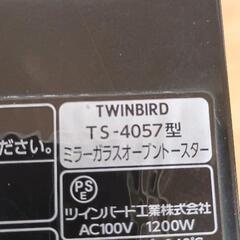 TWINBIRD
TS-4057型
ミラーガラスオーブントースター
ださい。
PS
E
ツインバード工業株式会社
AC100V 1200W